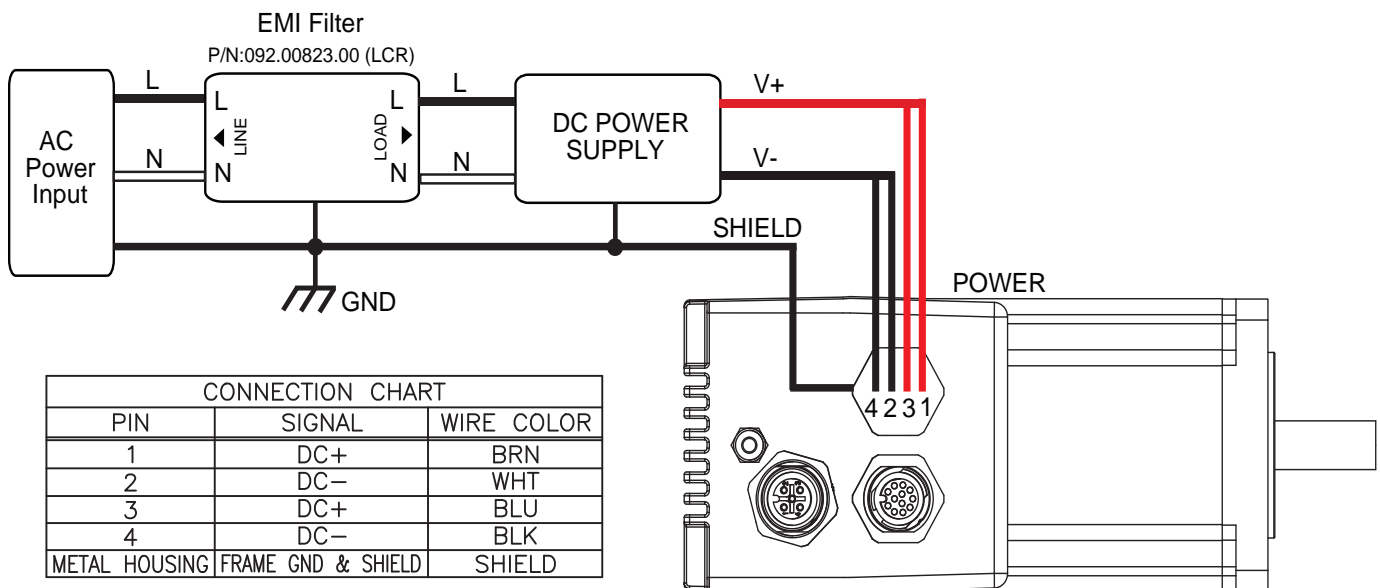 EMI Filter
P/N:092.00823.00 (LCR)
AC
Power
Input
L
N
L
N
LINE
LOAD
L
N
L
N
DC POWER
SUPPLY
V+
V-
SHIELD
GND
POWER
4 2 3 1
CONNECTION CHART
PIN SIGNAL WIRE COLOR
1 DC+ BRN
2 DC− WHT
3 DC+ BLU
4 DC− BLK
METAL HOUSING FRAME GND & SHIELD SHIELD